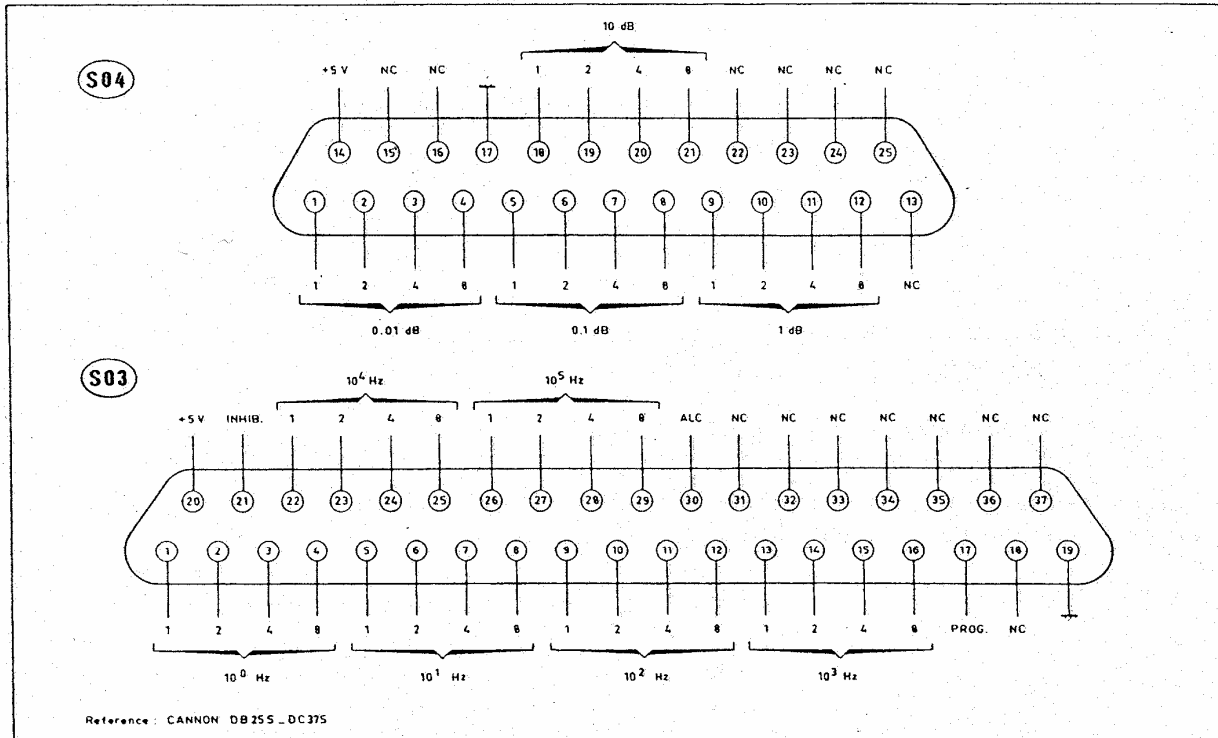 10 dB
S04
+5 V NC NC 1 2 4 8 NC NC NC NC
14 15 16 17 18 19 20 21 22 23 24 25
1 2 3 4 5 6 7 8 9 10 11 12 13
1 2 4 8 1 2 4 8 1 2 4 8 NC
0.01 dB 0.1 dB 1 dB
S03
10⁴ Hz 10⁵ Hz
+5 V INHIB. 1 2 4 8 1 2 4 8 ALC NC NC NC NC NC NC NC
20 21 22 23 24 25 26 27 28 29 30 31 32 33 34 35 36 37
1 2 3 4 5 6 7 8 9 10 11 12 13 14 15 16 17 18 19
1 2 4 8 1 2 4 8 1 2 4 8 1 2 4 8 PROG. NC
10⁰ Hz 10¹ Hz 10² Hz 10³ Hz
Reference : CANNON DB25S_DC37S